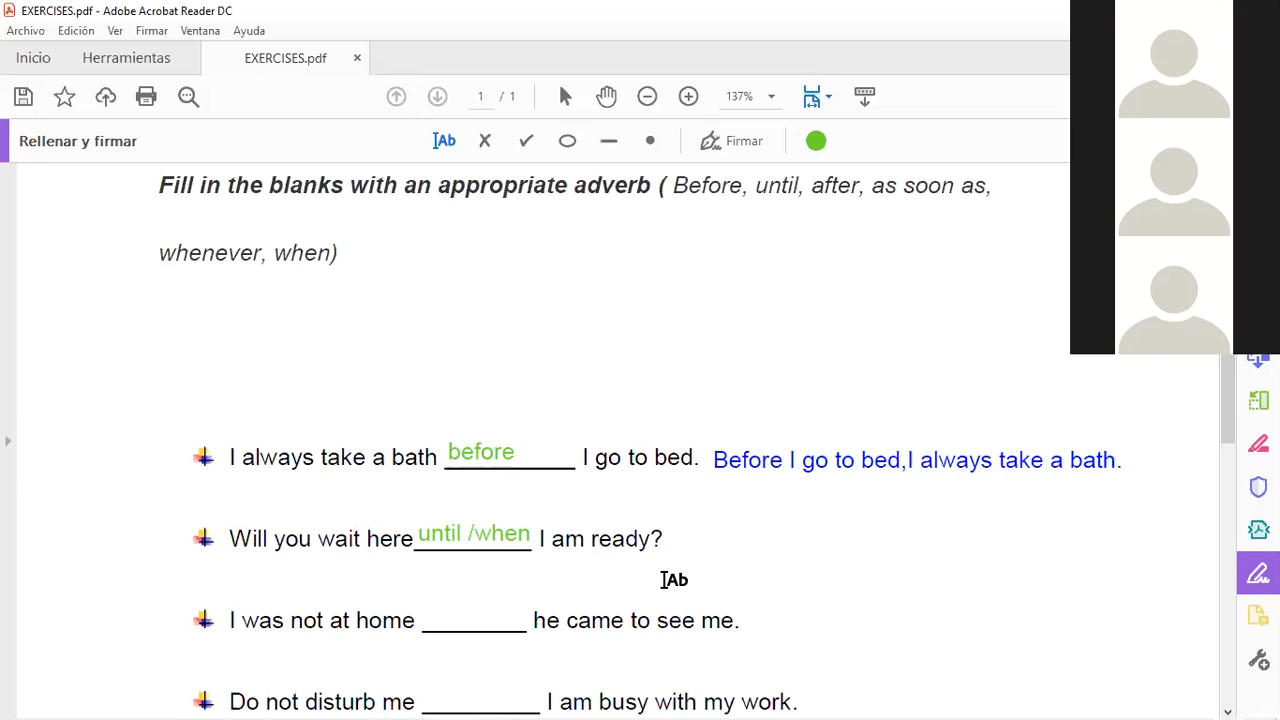 EXERCISES.pdf - Adobe Acrobat Reader DC
Archivo Edición Ver Firmar Ventana Ayuda
Inicio Herramientas EXERCISES.pdf ×
1 / 1 137%
Rellenar y firmar Ab Firmar
Fill in the blanks with an appropriate adverb ( Before, until, after, as soon as,
whenever, when)
I always take a bath before I go to bed. Before I go to bed,I always take a bath.
Will you wait here until /when I am ready?
Ab
I was not at home ________ he came to see me.
Do not disturb me _________ I am busy with my work.